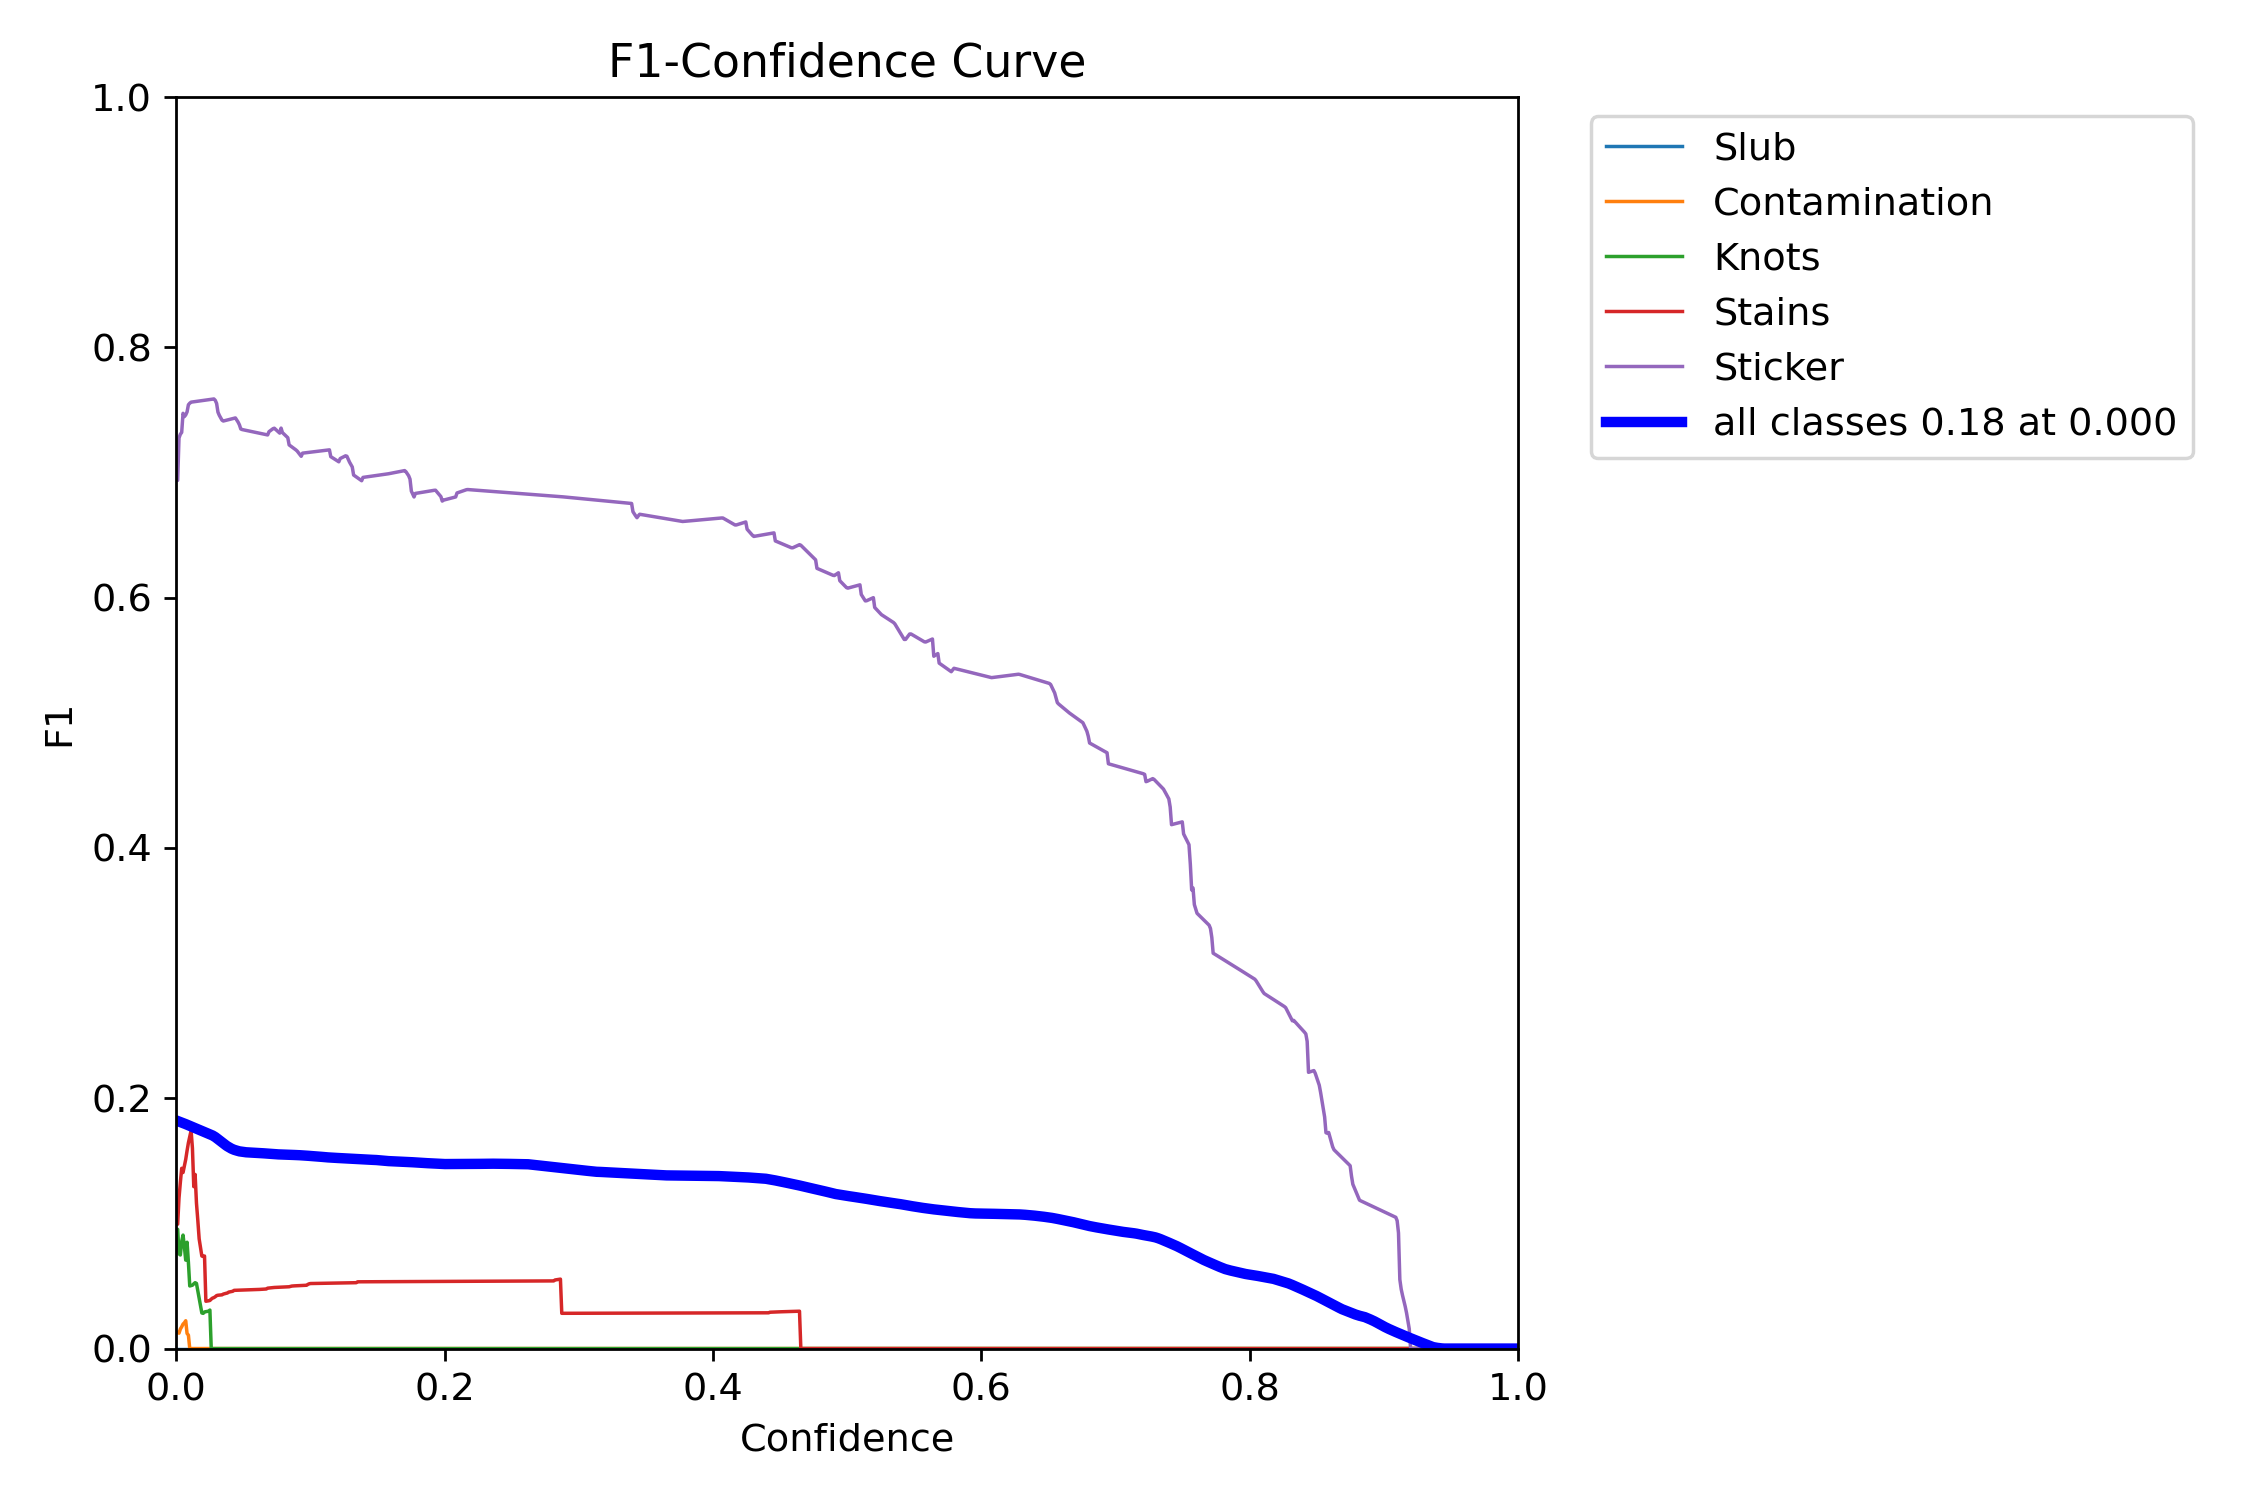 F1-Confidence Curve
1.0
0.8
0.6
0.4
0.2
0.0
F1
0.0 0.2 0.4 0.6 0.8 1.0
Confidence
Slub
Contamination
Knots
Stains
Sticker
all classes 0.18 at 0.000